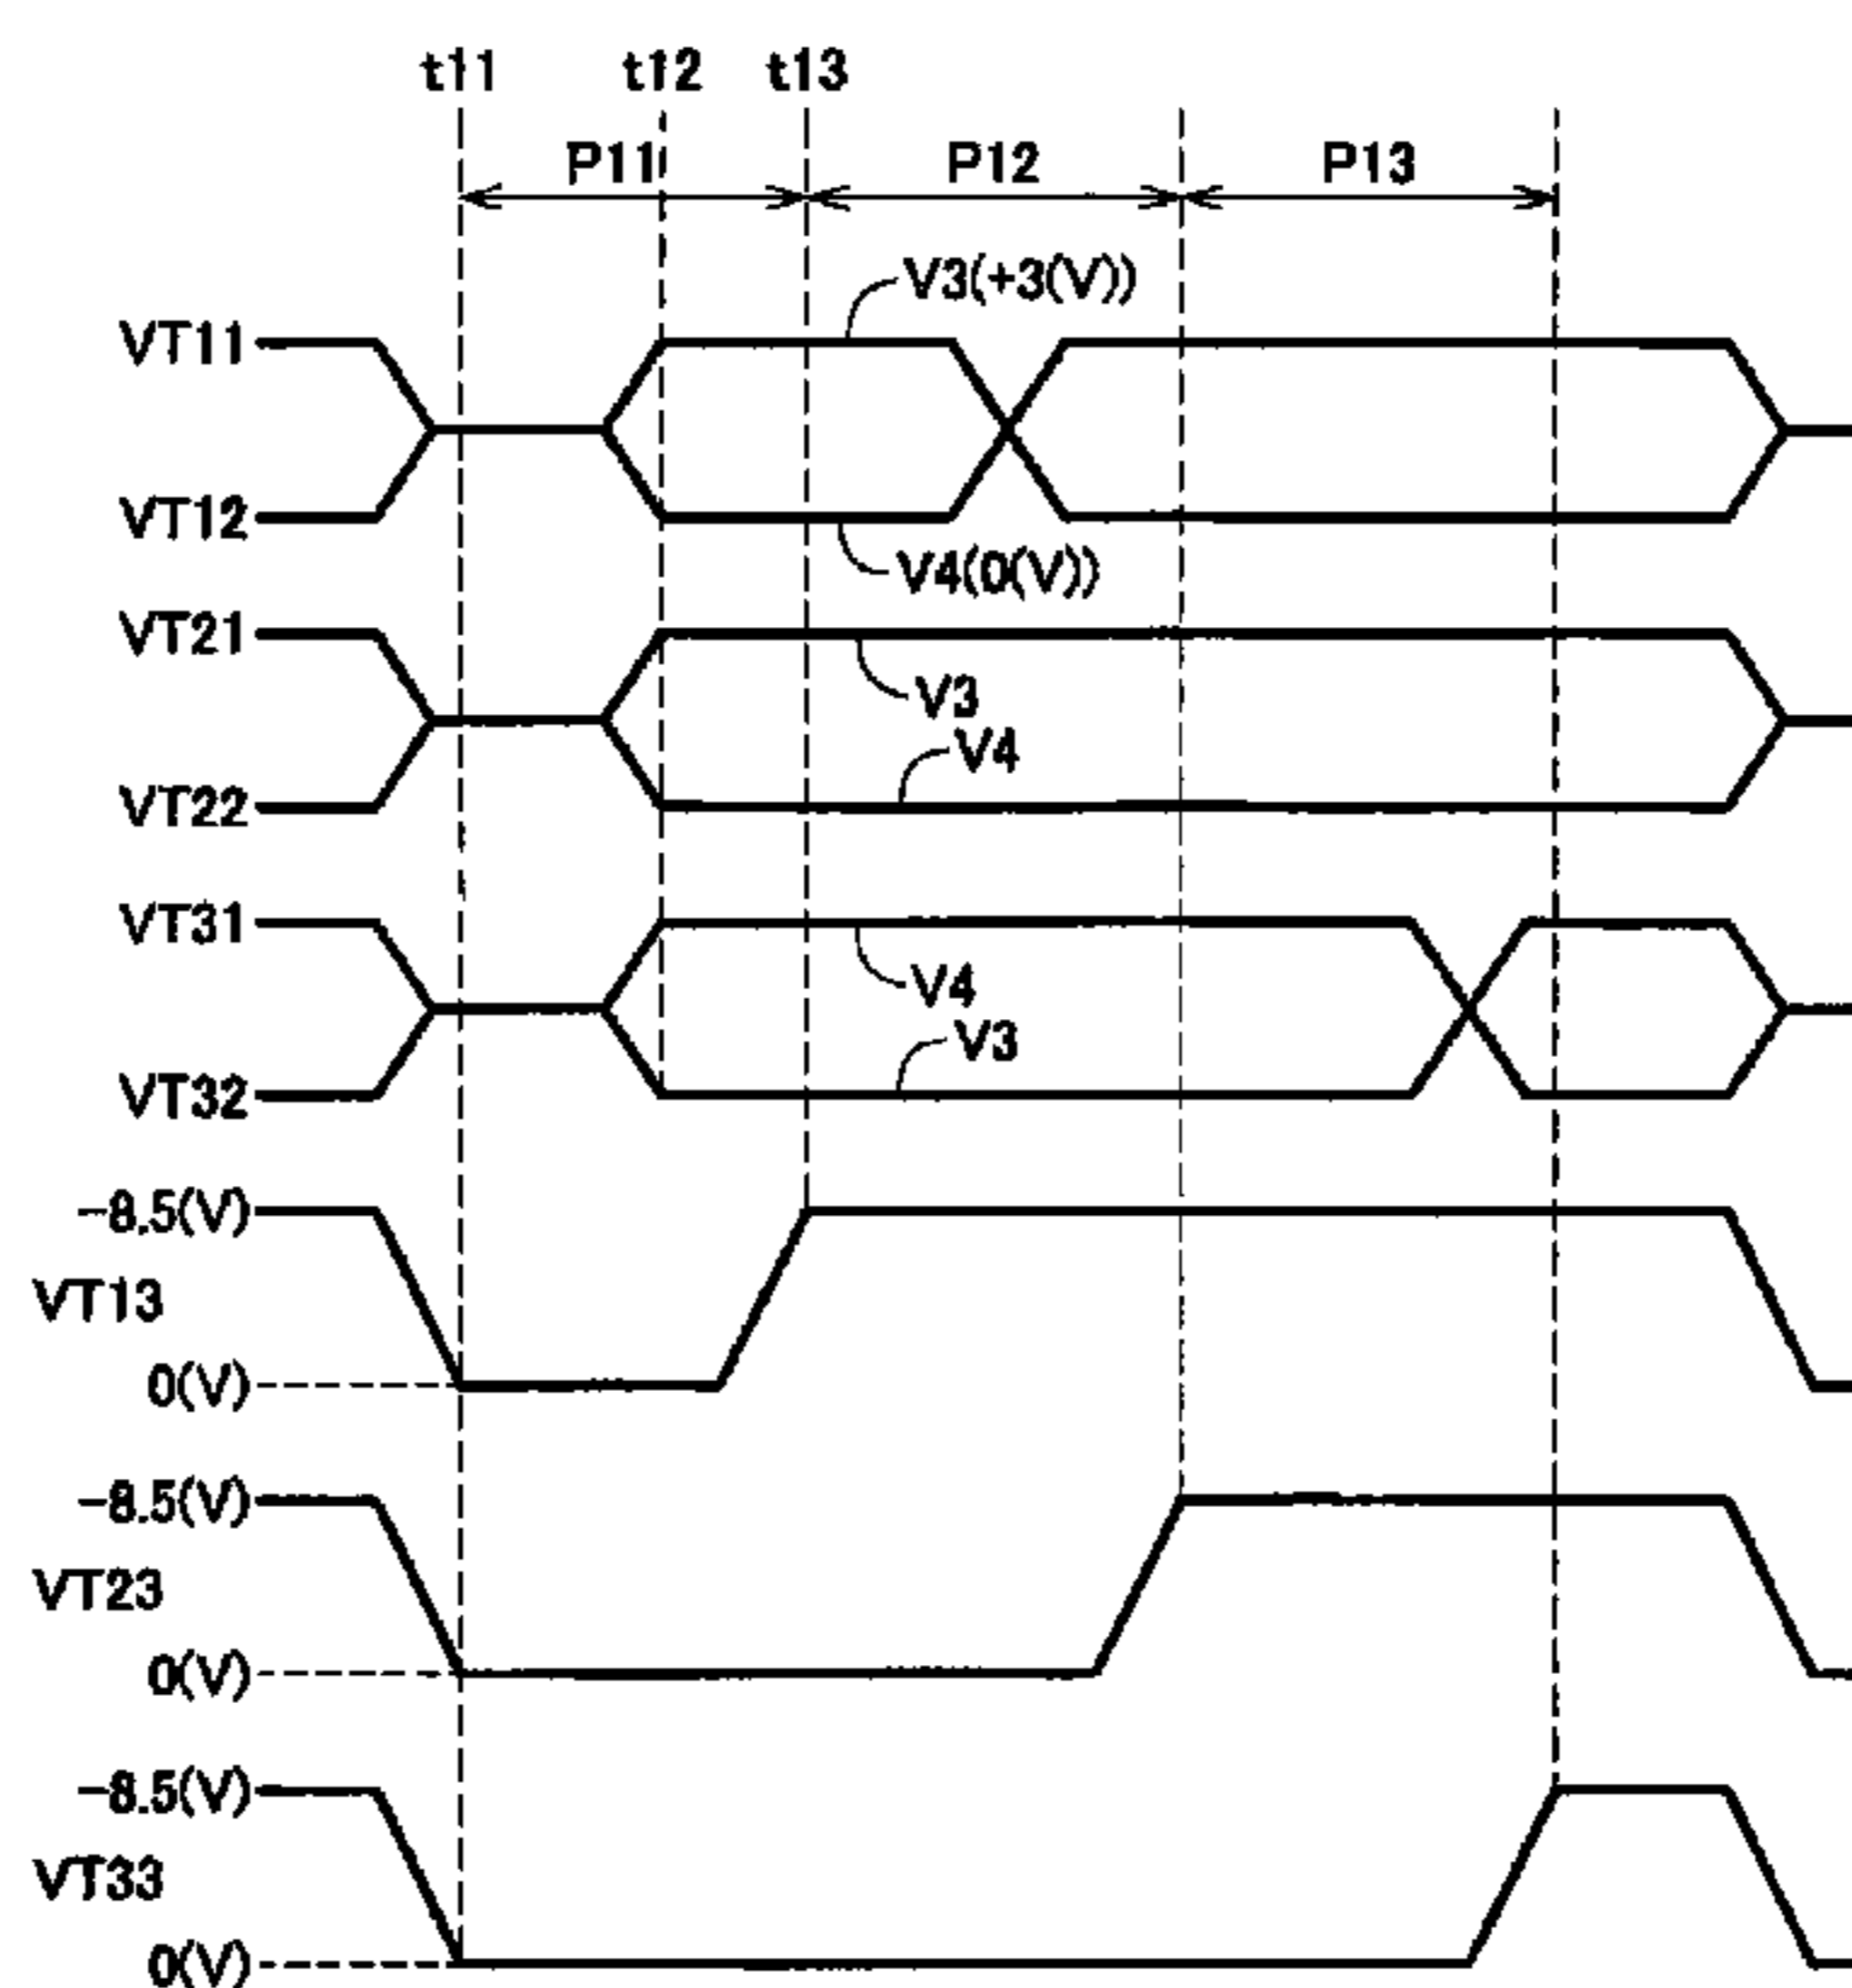 t11 t12 t13
P11 P12 P13
V3(+3(V))
VT11
VT12
V4(0(V))
VT21
V3
V4
VT22
VT31
V4
V3
VT32
-8.5(V)
VT13
0(V)
-8.5(V)
VT23
0(V)
-8.5(V)
VT33
0(V)